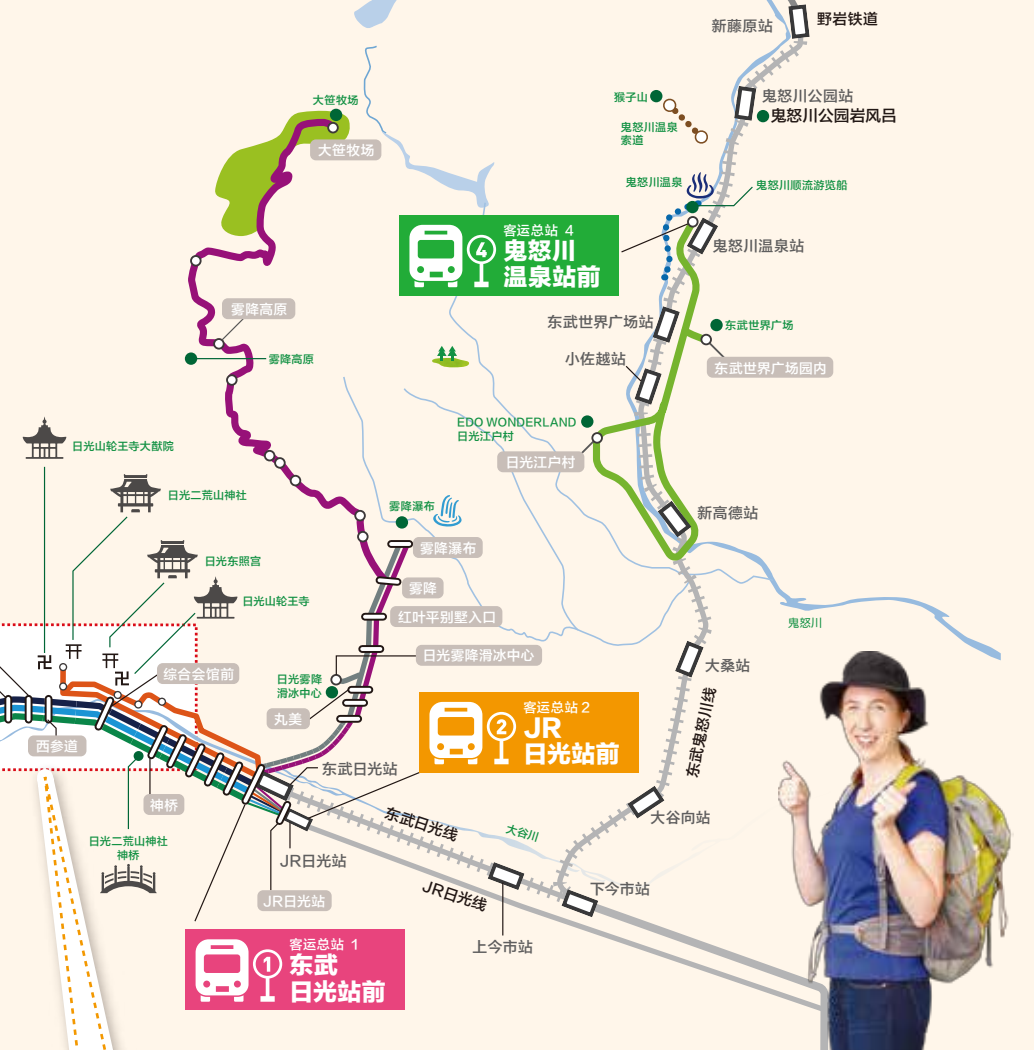 新藤原站
野岩铁道
大笹牧场
大笹牧场
猴子山
鬼怒川温泉
索道
鬼怒川公园站
鬼怒川公园岩风吕
鬼怒川温泉
鬼怒川顺流游览船
客运总站 4
4
鬼怒川
温泉站前
鬼怒川温泉站
雾降高原
雾降高原
东武世界广场站
东武世界广场
小佐越站
东武世界广场园内
EDO WONDERLAND
日光江户村
日光江户村
日光山轮王寺大猷院
日光二荒山神社
雾降瀑布
新高德站
雾降瀑布
日光东照宫
雾降
日光山轮王寺
红叶平别墅入口
鬼怒川
日光雾降滑冰中心
大桑站
综合会馆前
日光雾降
滑冰中心
丸美
客运总站 2
2
JR
日光站前
东武鬼怒川线
西参道
东武日光站
神桥
大谷向站
东武日光线
大谷川
日光二荒山神社
神桥
JR日光站
JR日光站
JR日光线
下今市站
上今市站
客运总站 1
1
东武
日光站前